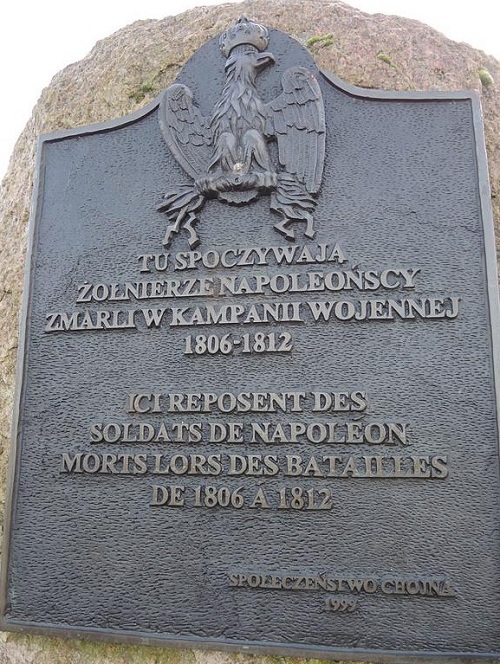 TU SPOCZYWAJĄ
ŻOŁNIERZE NAPOLEOŃSCY
ZMARLI W KAMPANII WOJENNEJ
1806-1812
ICI REPOSENT DES
SOLDATS DE NAPOLEON
MORTS LORS DES BATAILLES
DE 1806 A 1812
SPOŁECZEŃSTWO CHOJNA
1999